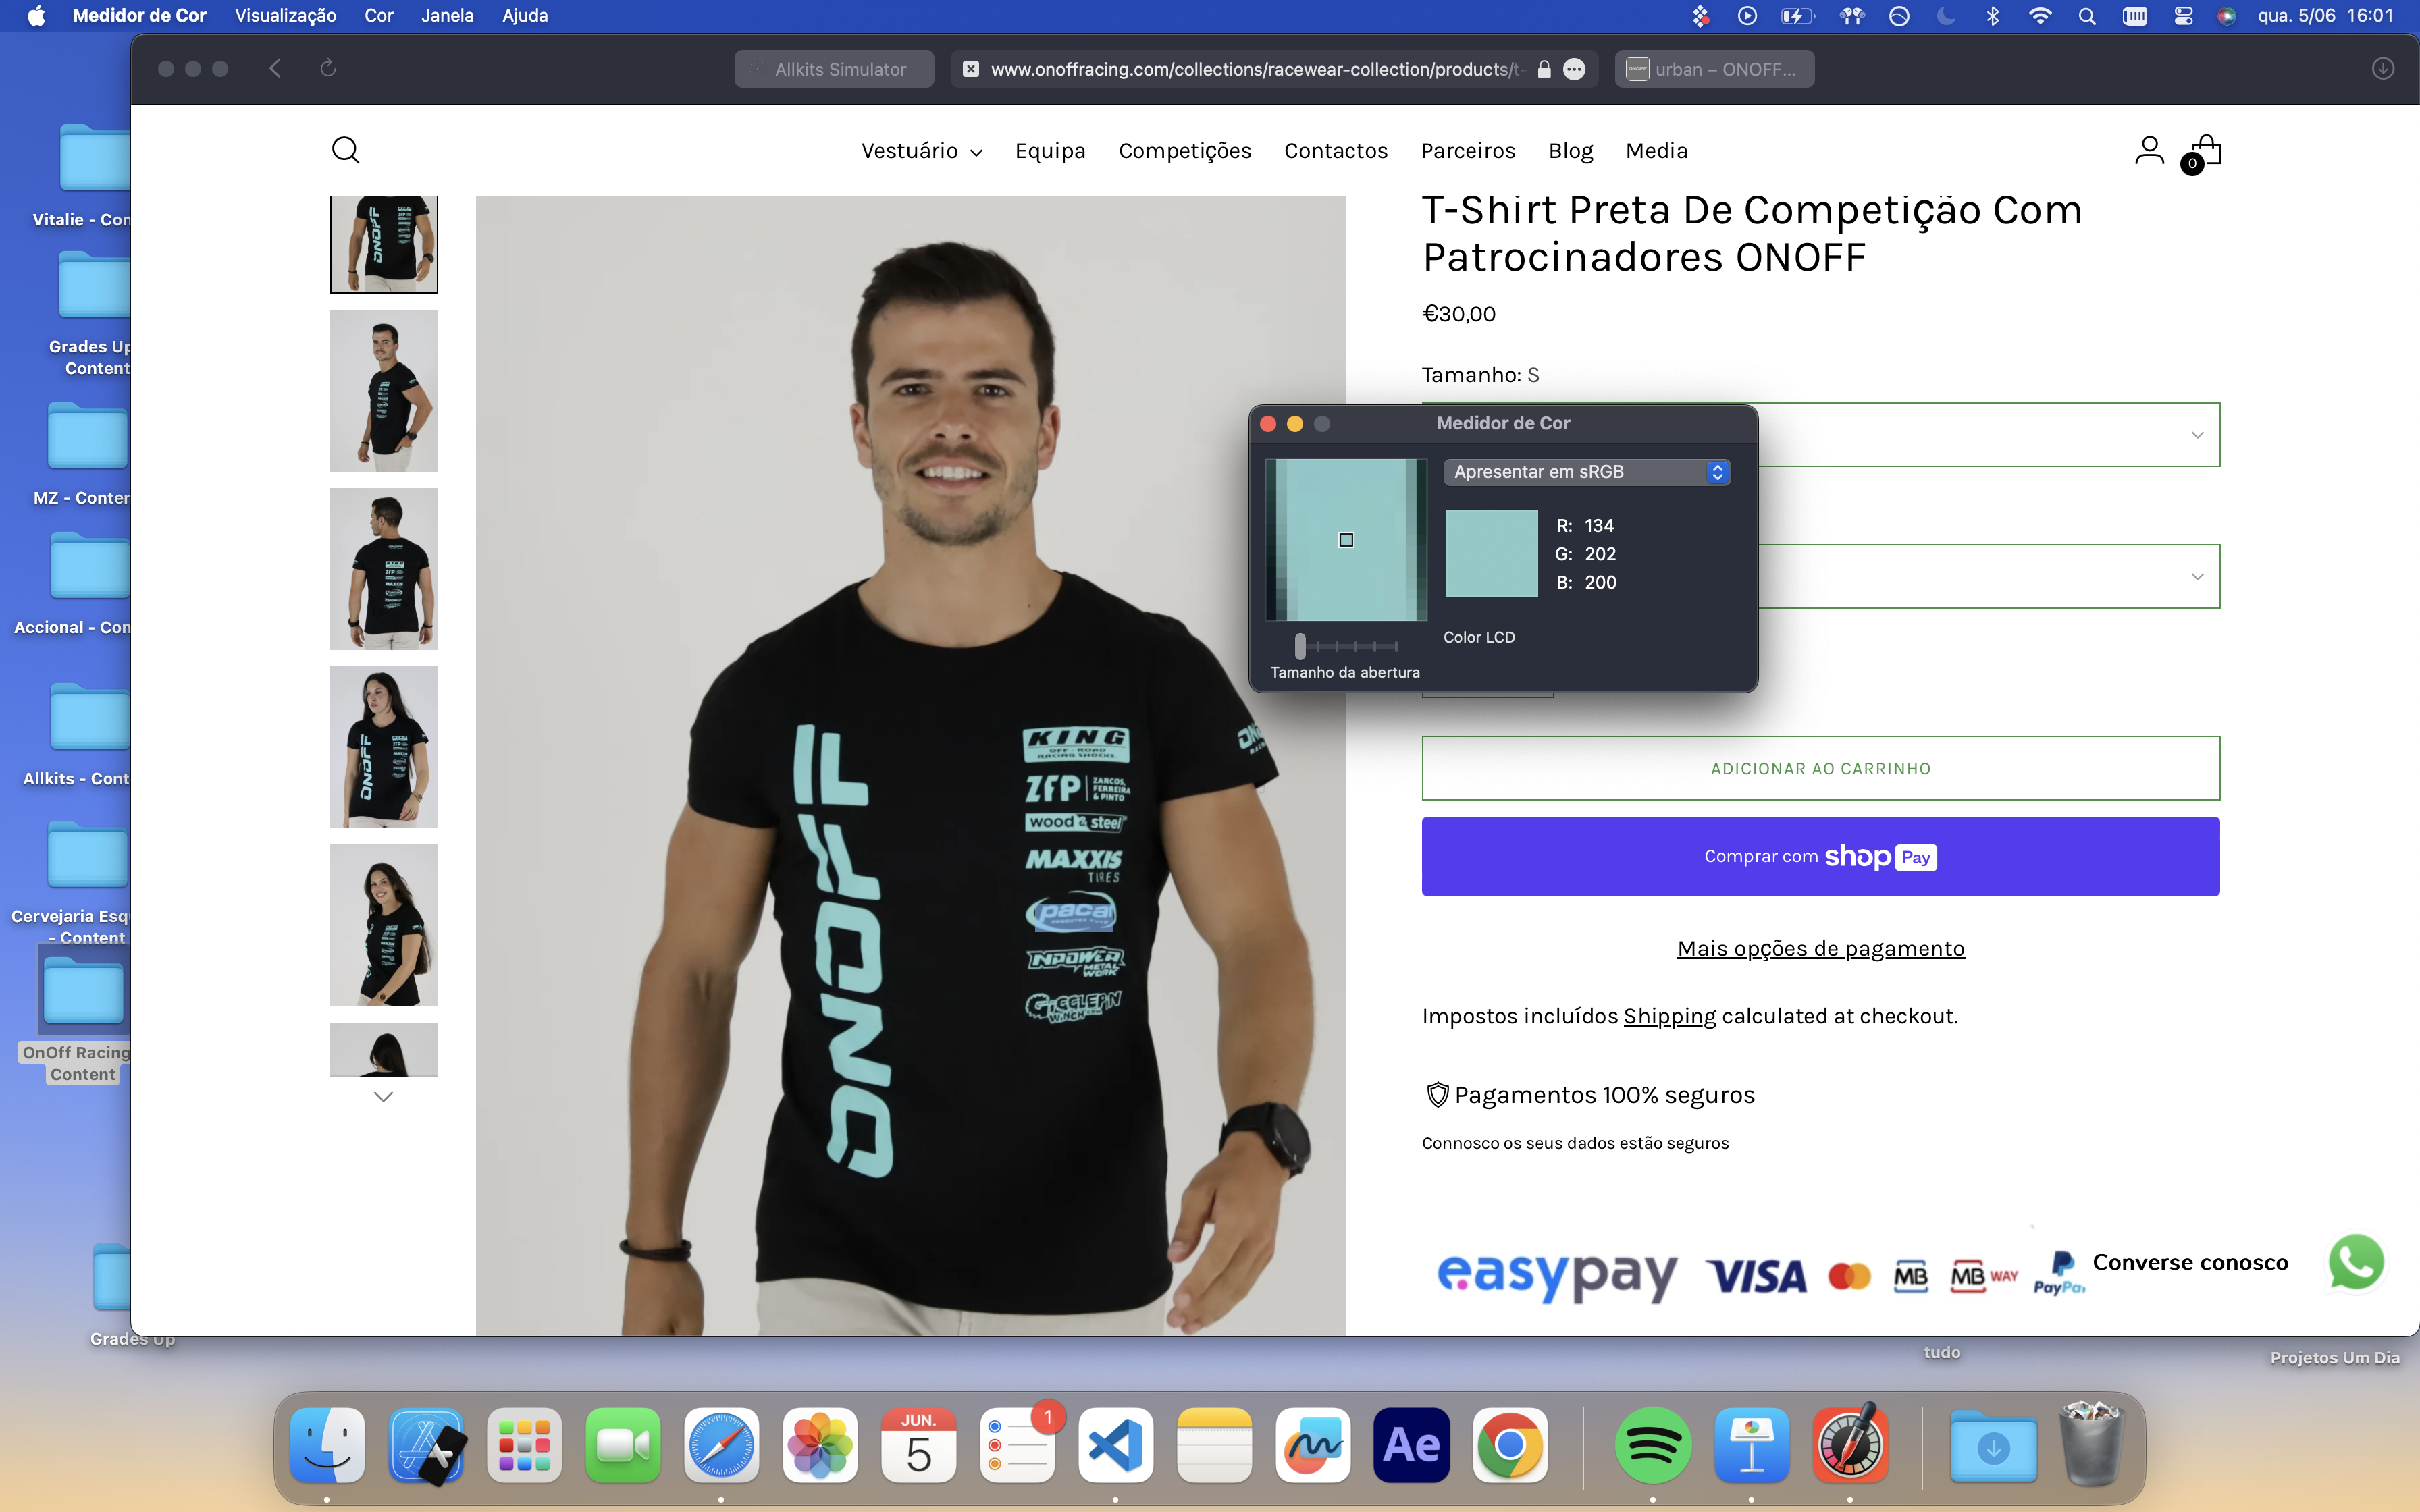 Medidor de Cor Visualização Cor Janela Ajuda
qua. 5/06 16:01
Allkits Simulator
www.onoffracing.com/collections/racewear-collection/products/t-
urban – ONOFF...
Vestuário Equipa Competições Contactos Parceiros Blog Media
0
T-Shirt Preta De Competição Com
Patrocinadores ONOFF
€30,00
Tamanho: S
Medidor de Cor
Apresentar em sRGB
R: 134
G: 202
B: 200
Color LCD
Tamanho da abertura
ONOFF
KING
OFF-ROAD
RACING SHOCKS
ZFP ZARCOS,
FERREIRA
& PINTO
wood & steel
MAXXIS
TIRES
pacal
NPOWER
METAL
WORK
GIGGLEPIN
WINCH
ADICIONAR AO CARRINHO
Comprar com shop Pay
Mais opções de pagamento
Impostos incluídos Shipping calculated at checkout.
Pagamentos 100% seguros
Connosco os seus dados estão seguros
easypay VISA MB MB WAY PayPa
Converse conosco
Vitalie - Con
Grades Up
Content
MZ - Conten
Accional - Con
Allkits - Cont
Cervejaria Esqu
- Content
OnOff Racing
Content
Grades Up
tudo
Projetos Um Dia
JUN.
5
1
Ae